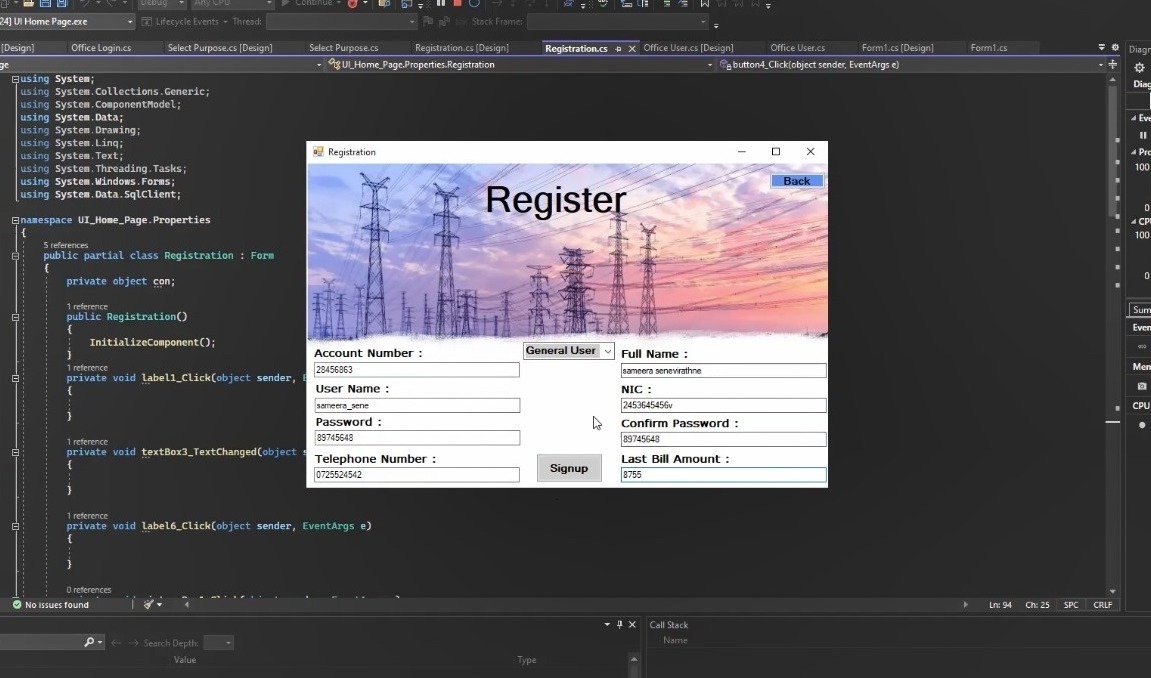 Debug
Any CPU
Continue
24] UI Home Page.exe
Lifecycle Events
Thread:
Stack Frame:
[Design]
Office Login.cs
Select Purpose.cs [Design]
Select Purpose.cs
Registration.cs [Design]
Registration.cs
Office User.cs [Design]
Office User.cs
Form1.cs [Design]
Form1.cs
UI_Home_Page.Properties.Registration
button4_Click(object sender, EventArgs e)
using System;
using System.Collections.Generic;
using System.ComponentModel;
using System.Data;
using System.Drawing;
using System.Linq;
using System.Text;
using System.Threading.Tasks;
using System.Windows.Forms;
using System.Data.SqlClient;
namespace UI_Home_Page.Properties
{
5 references
public partial class Registration : Form
{
private object con;
1 reference
public Registration()
{
InitializeComponent();
}
1 reference
private void label1_Click(object sender, E
{
}
1 reference
private void textBox3_TextChanged(object s
{
}
1 reference
private void label6_Click(object sender, EventArgs e)
{
}
0 references
Registration
Register
Back
General User
Account Number :
28456863
Full Name :
sameera senevirathne
User Name :
sameera_sene
NIC :
2453645456v
Password :
89745648
Confirm Password :
89745648
Telephone Number :
0725524542
Signup
Last Bill Amount :
8755
100
0
100
0
CPU
No issues found
Ln: 94
Ch: 25
SPC
CRLF
Search Depth:
Value
Type
Call Stack
Name